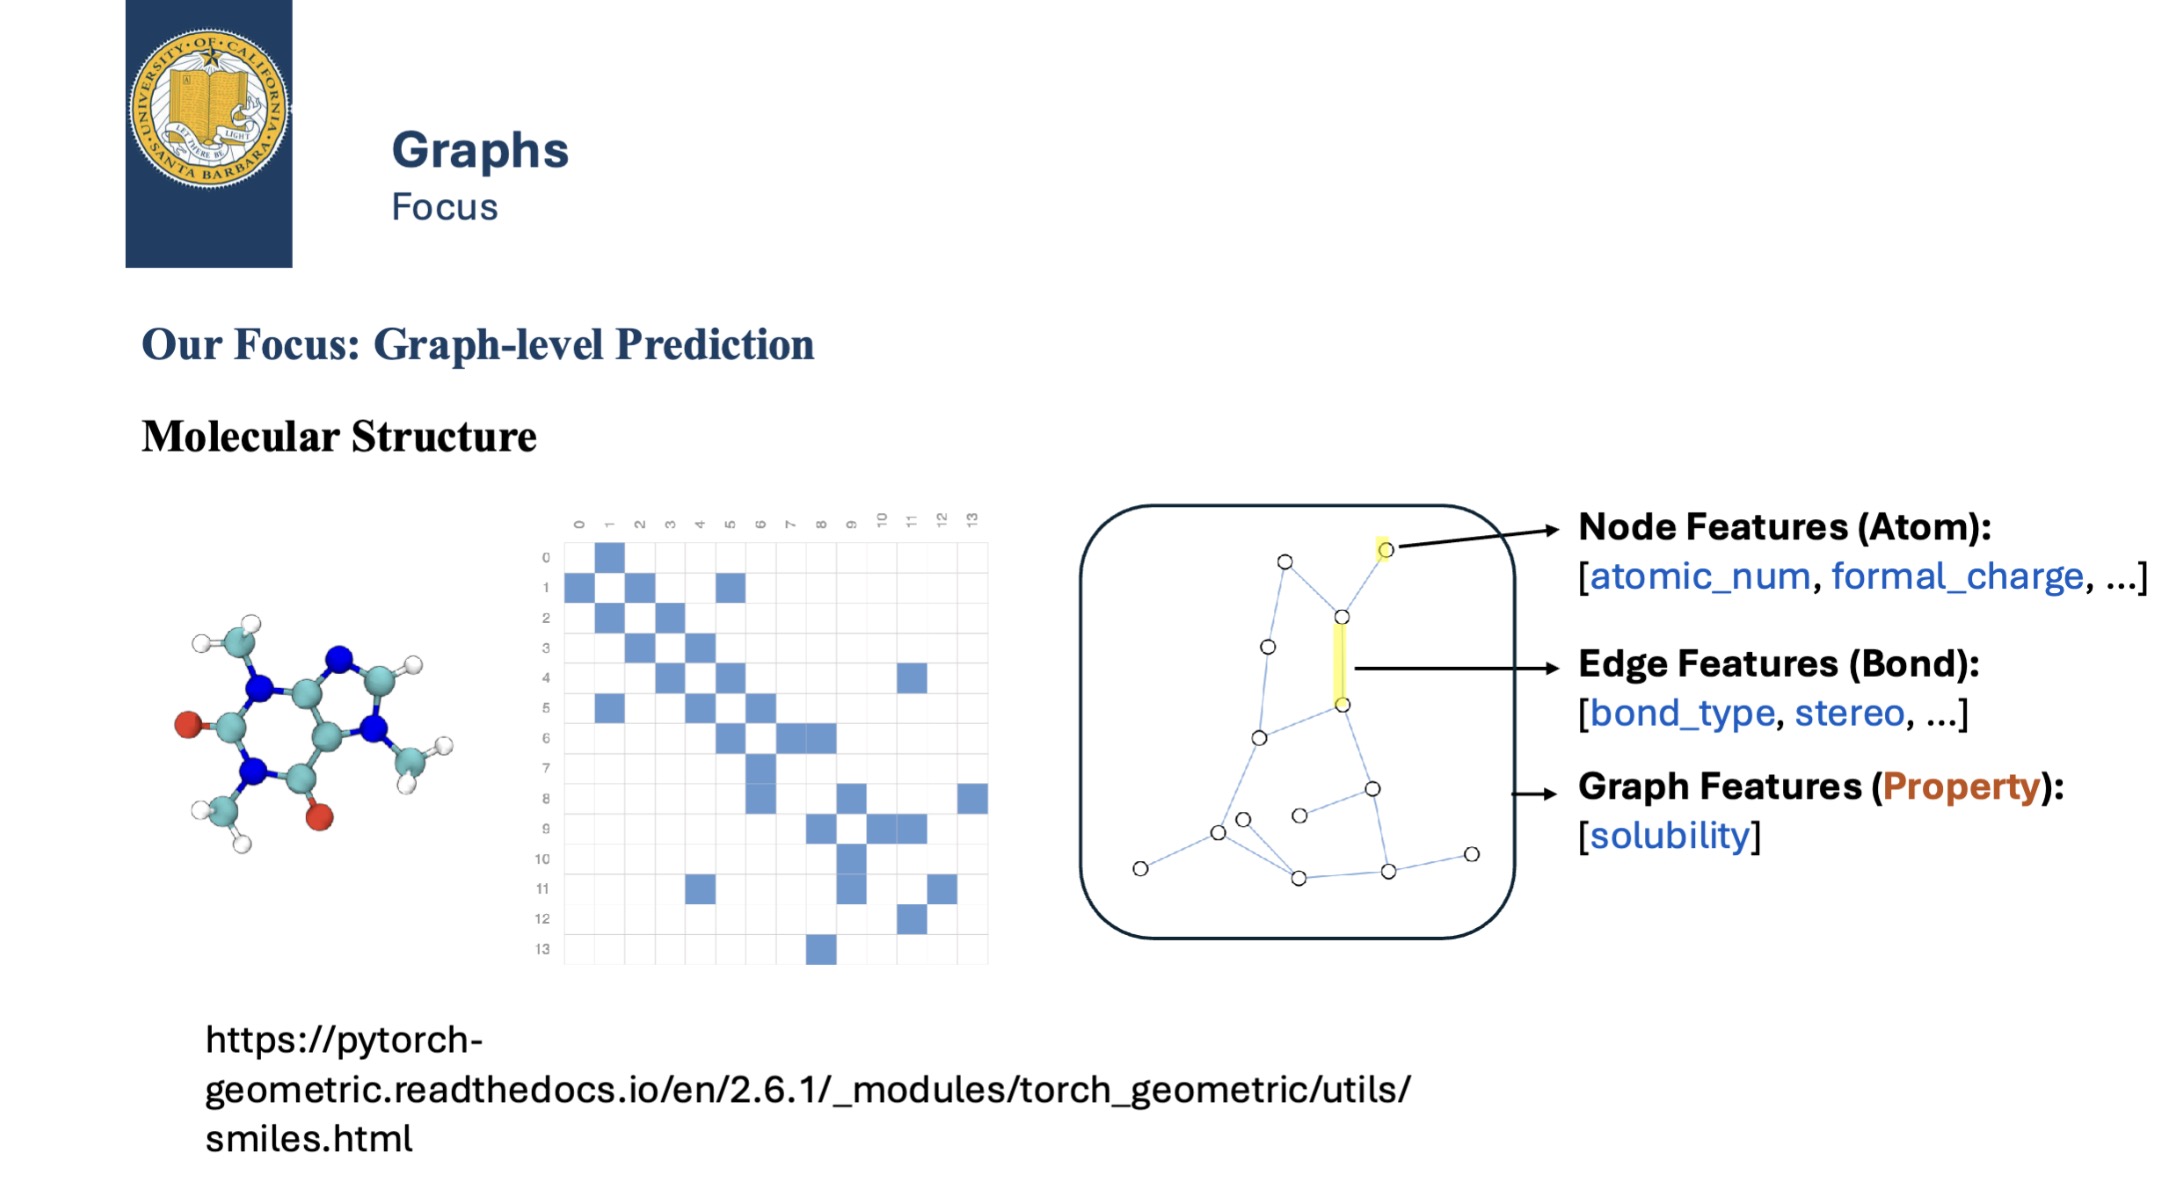 UNIVERSITY·OF·CALIFORNIA·
SANTA BARBARA
A
LET THERE BE LIGHT
Graphs
Focus
Our Focus: Graph-level Prediction
Molecular Structure
0 1 2 3 4 5 6 7 8 9 10 11 12 13
0
1
2
3
4
5
6
7
8
9
10
11
12
13
Node Features (Atom):
[atomic_num, formal_charge, ...]
Edge Features (Bond):
[bond_type, stereo, ...]
Graph Features (Property):
[solubility]
https://pytorch-
geometric.readthedocs.io/en/2.6.1/_modules/torch_geometric/utils/
smiles.html